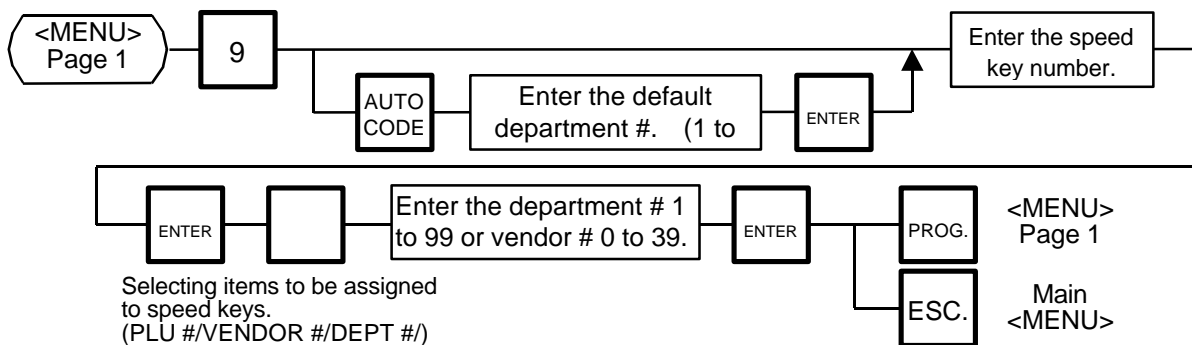 <MENU>
Page 1
9
AUTO
CODE
Enter the default
department #. (1 to
ENTER
Enter the speed
key number.
ENTER
Enter the department # 1
to 99 or vendor # 0 to 39.
ENTER
PROG.
<MENU>
Page 1
ESC.
Main
<MENU>
Selecting items to be assigned
to speed keys.
(PLU #/VENDOR #/DEPT #/)